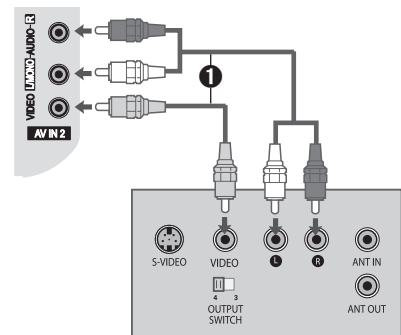 VIDEO L/MONO-AUDIO-R
AV IN 2
1
S-VIDEO
VIDEO
L
R
ANT IN
4 3
OUTPUT
SWITCH
ANT OUT